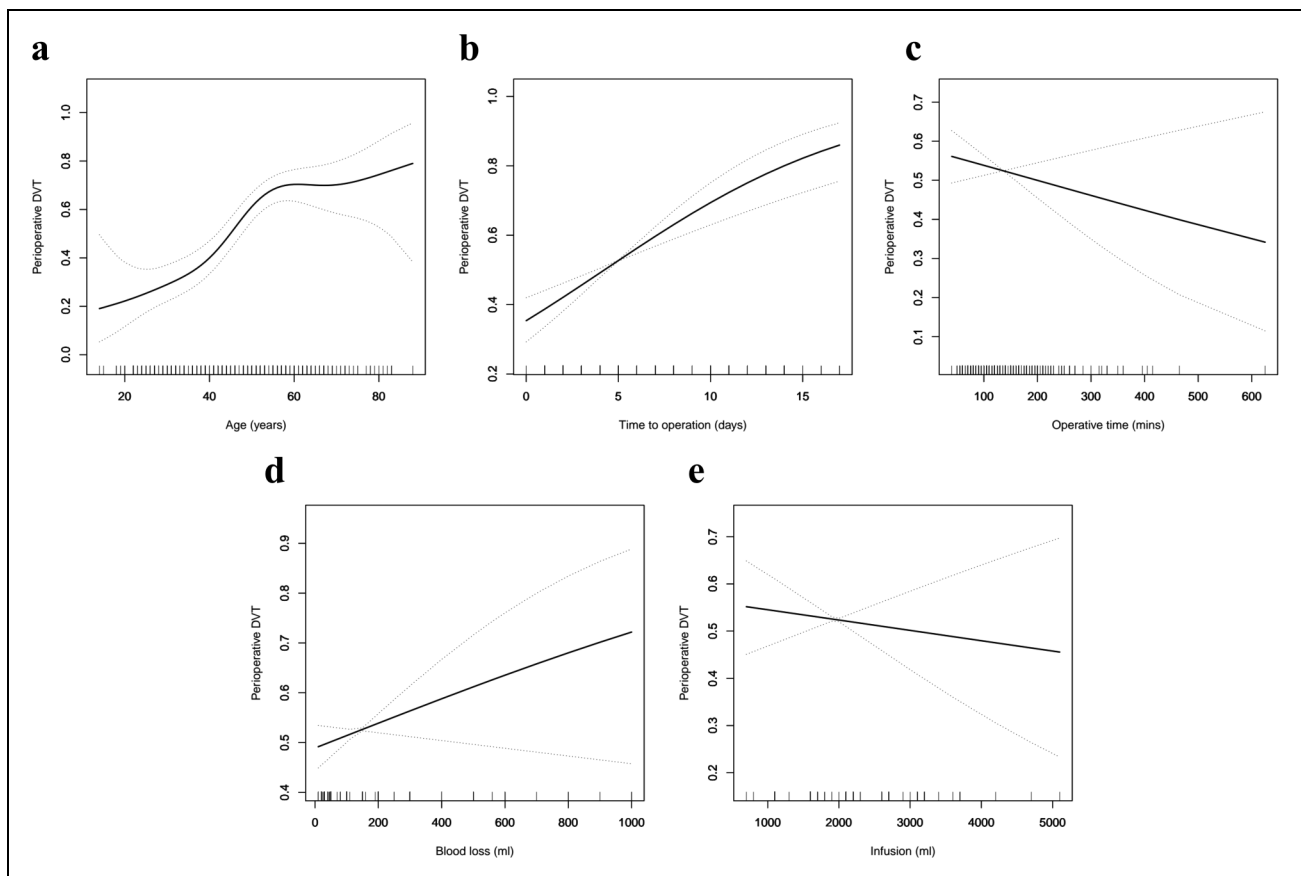 a
Perioperative DVT
0.0 0.2 0.4 0.6 0.8 1.0
20 40 60 80
Age (years)
b
Perioperative DVT
0.2 0.4 0.6 0.8 1.0
0 5 10 15
Time to operation (days)
c
Perioperative DVT
0.1 0.2 0.3 0.4 0.5 0.6 0.7
100 200 300 400 500 600
Operative time (mins)
d
Perioperative DVT
0.4 0.5 0.6 0.7 0.8 0.9
0 200 400 600 800 1000
Blood loss (ml)
e
Perioperative DVT
0.2 0.3 0.4 0.5 0.6 0.7
1000 2000 3000 4000 5000
Infusion (ml)